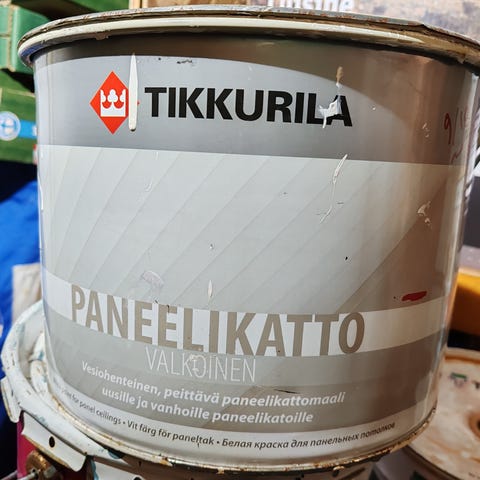 TIKKURILA
PANEELIKATTO
VALKOINEN
Vesiohenteinen, peittävä paneelikattomaali
uusille ja vanhoille paneelikatoille
for panel ceilings • Vit färg för paneltak • Белая краска для панельных потолков